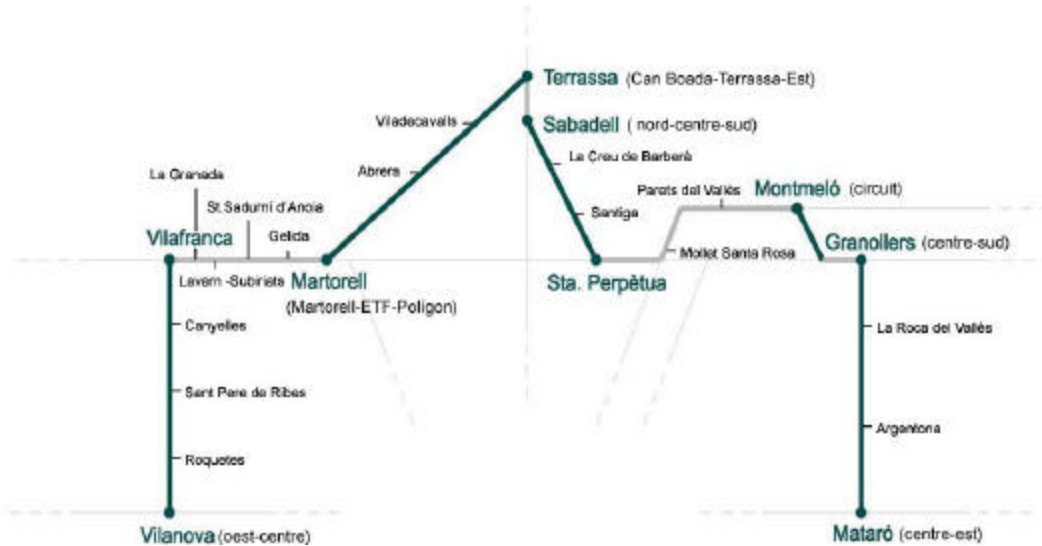 Terrassa (Can Boada-Terrassa-Est)
Viladecavalls
Sabadell (nord-centre-sud)
La Creu de Barberà
La Granada
Abrera
Parets del Vallés
Montmeló (circuit)
St.Sadurní d'Anoia
Santiga
Vilafranca
Gelida
Granollers (centre-sud)
Mollet Santa Rosa
Lavern -Subirats
Martorell
Sta. Perpètua
(Martorell-ETF-Polígon)
Canyelles
La Roca del Vallés
Sant Pere de Ribes
Argentona
Roquetes
Vilanova (oest-centre)
Mataró (centre-est)